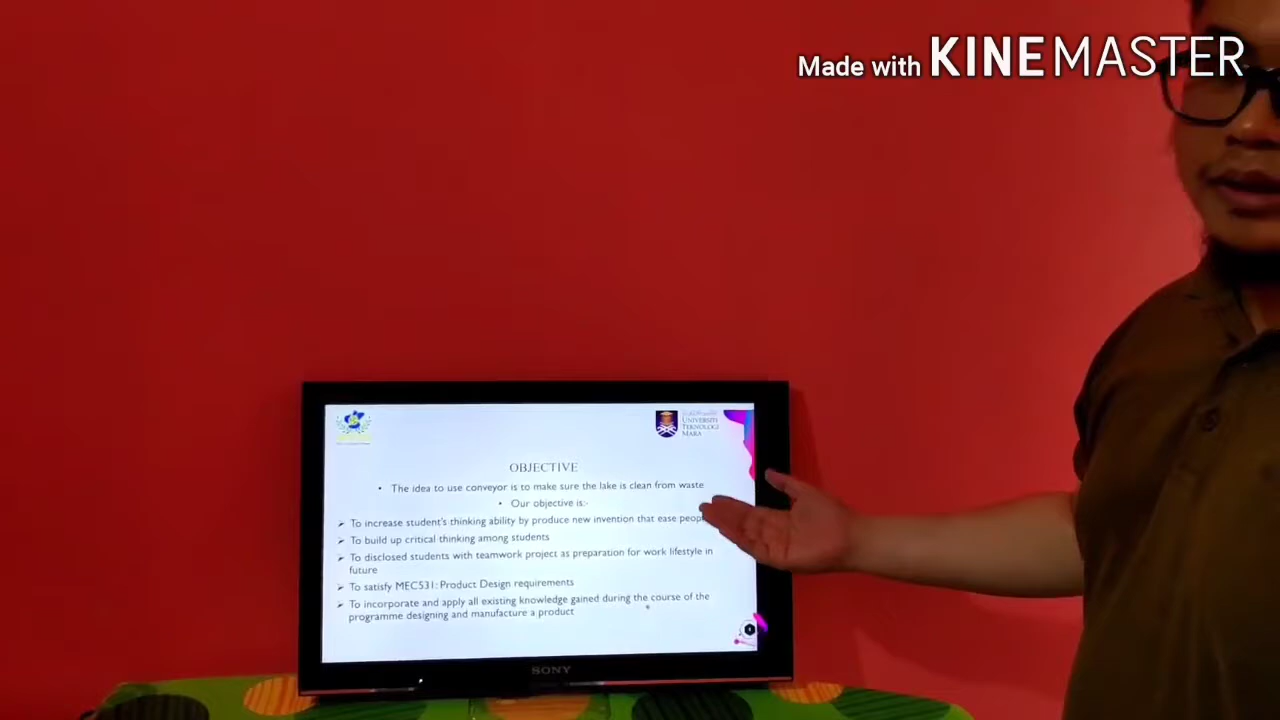 Made with KINEMASTER
UNIVERSITI
TEKNOLOGI
MARA
OBJECTIVE
• The idea to use conveyor is to make sure the lake is clean from waste
• Our objective is:-
➢ To increase student's thinking ability by produce new invention that ease
➢ To build up critical thinking among students
➢ To disclosed students with teamwork project as preparation for work lifestyle in
future
➢ To satisfy MEC531: Product Design requirements
➢ To incorporate and apply all existing knowledge gained during the course of the
programme designing and manufacture a product
SONY